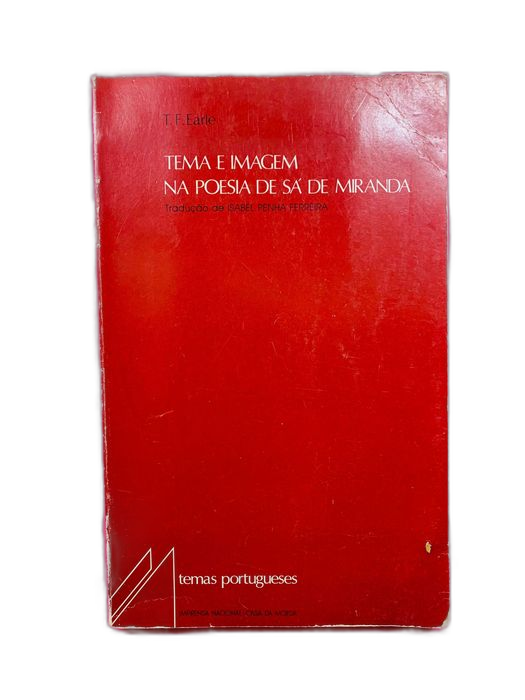 T. F. Earle
TEMA E IMAGEM
NA POESIA DE SÁ DE MIRANDA
Tradução de ISABEL PENHA FERREIRA
temas portugueses
IMPRENSA NACIONAL-CASA DA MOEDA